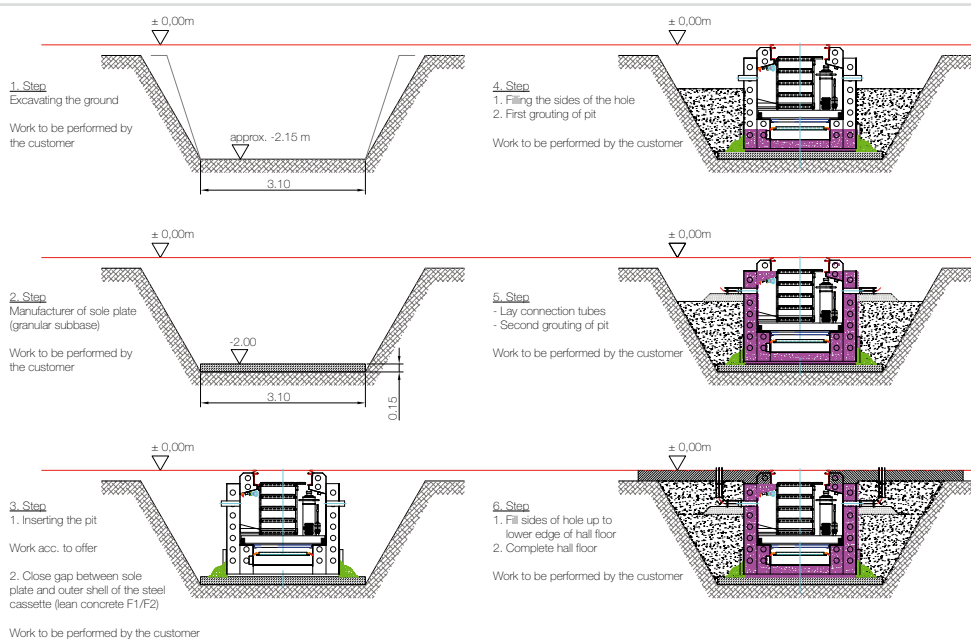 ± 0,00m
1. Step
Excavating the ground
Work to be performed by
the customer
approx. -2.15 m
3.10
± 0,00m
2. Step
Manufacturer of sole plate
(granular subbase)
Work to be performed by
the customer
-2.00
3.10
0.15
± 0,00m
3. Step
1. Inserting the pit
Work acc. to offer
2. Close gap between sole
plate and outer shell of the steel
cassette (lean concrete F1/F2)
Work to be performed by the customer
± 0,00m
4. Step
1. Filling the sides of the hole
2. First grouting of pit
Work to be performed by the customer
± 0,00m
5. Step
- Lay connection tubes
- Second grouting of pit
Work to be performed by the customer
± 0,00m
6. Step
1. Fill sides of hole up to
lower edge of hall floor
2. Complete hall floor
Work to be performed by the customer